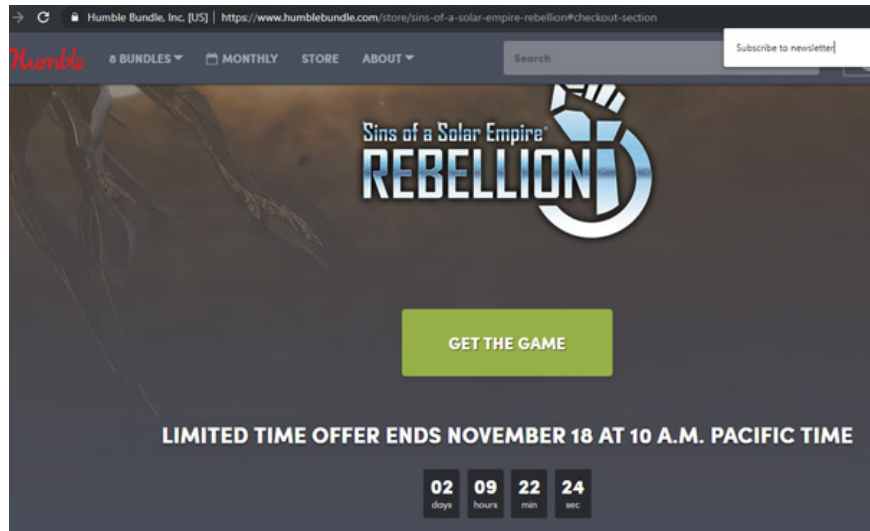 Humble Bundle, Inc. [US] | https://www.humblebundle.com/store/sins-of-a-solar-empire-rebellion#checkout-section
Subscribe to newsletter
Humble
8 BUNDLES
MONTHLY
STORE
ABOUT
Search
Sins of a Solar Empire
REBELLION
GET THE GAME
LIMITED TIME OFFER ENDS NOVEMBER 18 AT 10 A.M. PACIFIC TIME
02 09 22 24
days hours min sec